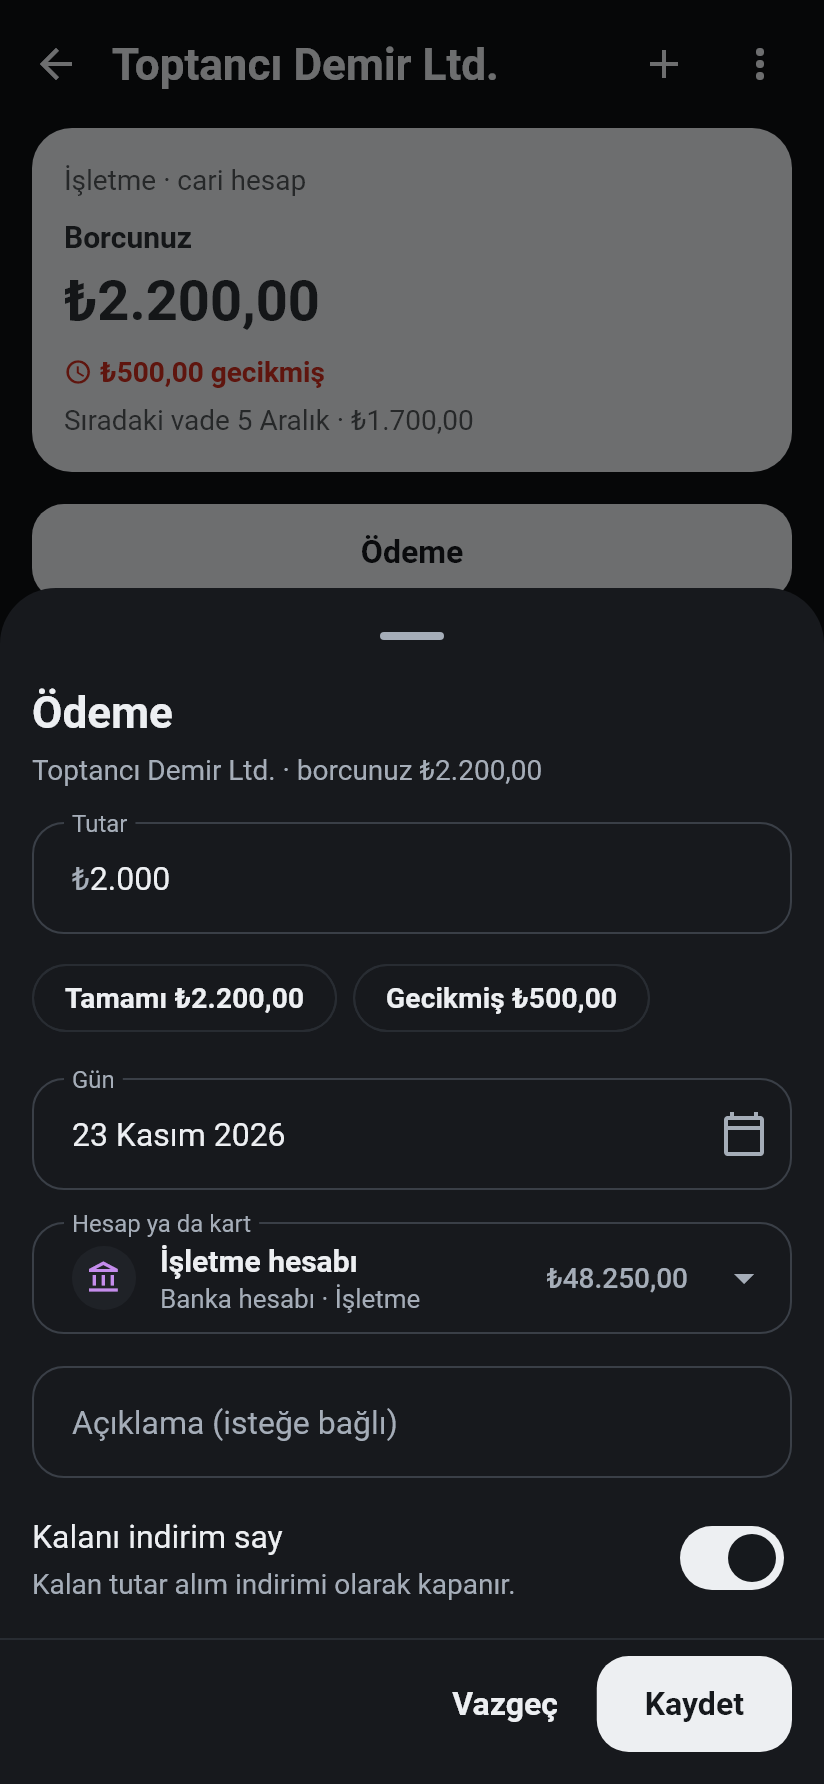 Toptancı Demir Ltd.
İşletme · cari hesap
Borcunuz
₺2.200,00
₺500,00 gecikmiş
Sıradaki vade 5 Aralık · ₺1.700,00
Ödeme
Ödeme
Toptancı Demir Ltd. · borcunuz ₺2.200,00
Tutar
₺2.000
Tamamı ₺2.200,00
Gecikmiş ₺500,00
Gün
23 Kasım 2026
Hesap ya da kart
İşletme hesabı
₺48.250,00
Banka hesabı · İşletme
Açıklama (isteğe bağlı)
Kalanı indirim say
Kalan tutar alım indirimi olarak kapanır.
Vazgeç
Kaydet